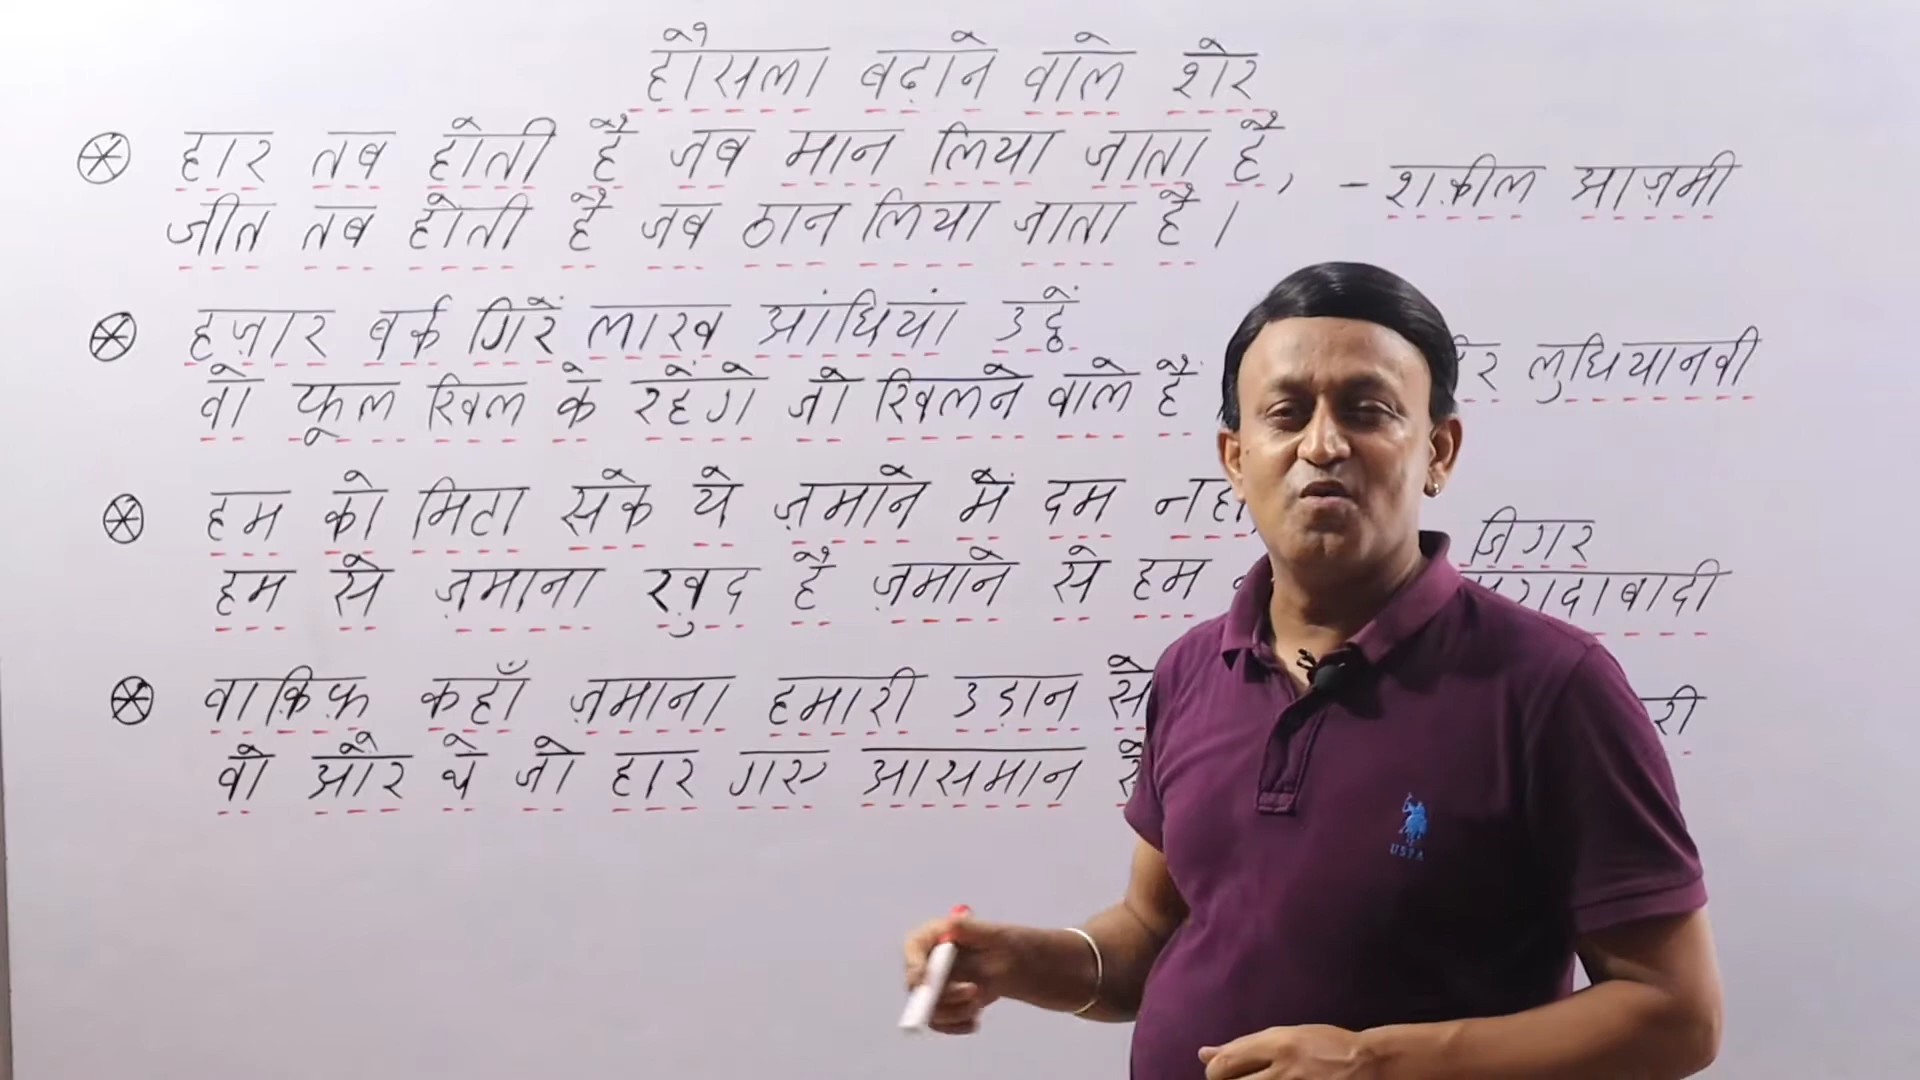 हौसला बढ़ाने वाले शेर
हार तब होती है जब मान लिया जाता है, - शक़ील आज़मी
जीत तब होती है जब ठान लिया जाता है।
हज़ार बर्क गिरें लाख आंधियां उट्ठें
वो फूल खिल के रहेंगे जो खिलने वाले हैं लुधियानवी
हम को मिटा सके ये ज़माने में दम
हम से ज़माना ख़ुद है ज़माने से हम
जिगर
वाक़िफ़ कहाँ ज़माना हमारी उड़ान से
वो और थे जो हार गए आसमान से
USPA